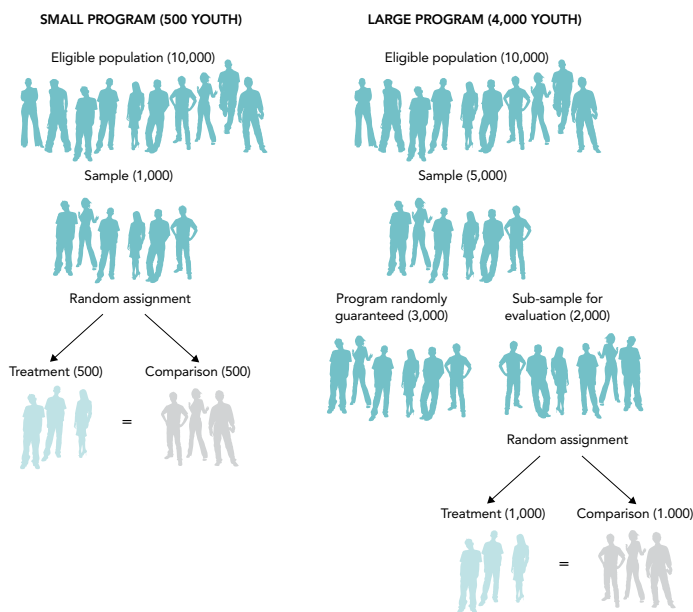 SMALL PROGRAM (500 YOUTH)
Eligible population (10,000)
Sample (1,000)
Random assignment
Treatment (500)
Comparison (500)
=
LARGE PROGRAM (4,000 YOUTH)
Eligible population (10,000)
Sample (5,000)
Program randomly
guaranteed (3,000)
Sub-sample for
evaluation (2,000)
Random assignment
Treatment (1,000)
Comparison (1.000)
=